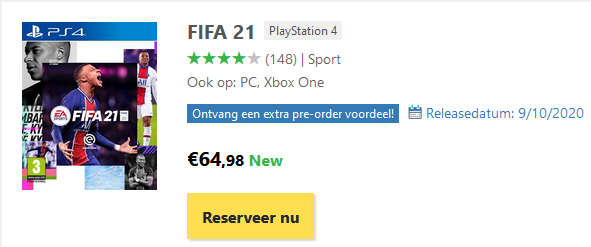 PS4
EA SPORTS
FIFA 21
3
FIFA 21 PlayStation 4
(148) | Sport
Ook op: PC, Xbox One
Ontvang een extra pre-order voordeel! Releasedatum: 9/10/2020
€64,98 New
Reserveer nu